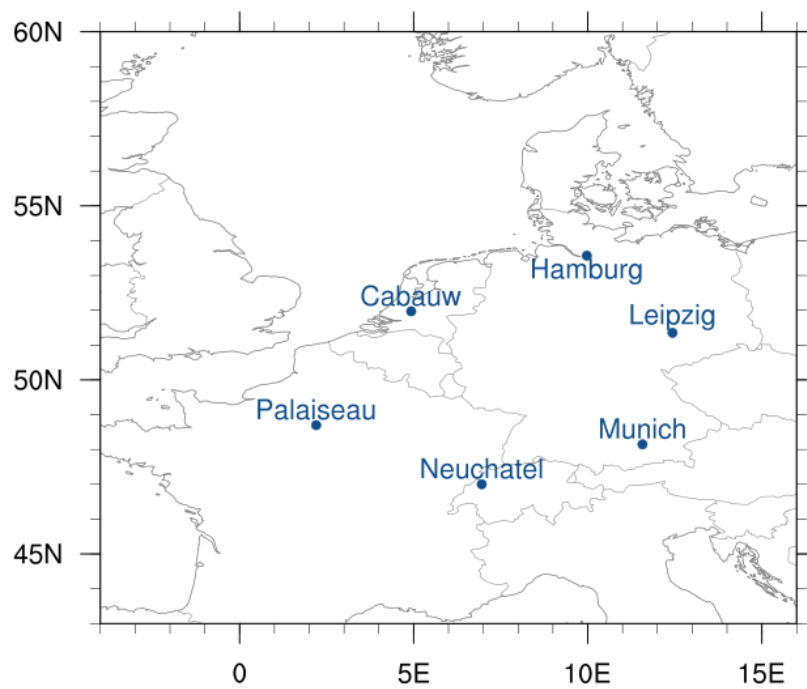 60N
55N
Hamburg
Cabauw
Leipzig
50N
Palaiseau
Munich
Neuchatel
45N
0
5E
10E
15E